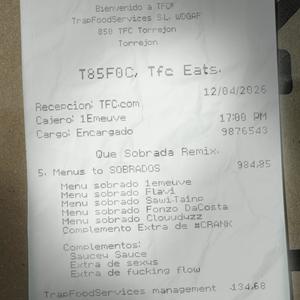 Bienvenido a TFC
TrapFoodServices S.L. WDGAF
850 TFC Torrejon
Torrejon
T85F0C, Tfc Eats.
12/04/2026
Recepcion: TFC.com
Cajero: 1Emeuve 17:00 PM
Cargo: Encargado 9876543
Que Sobrada Remix.
5. Menus to SOBRADOS 984,85
Menu sobrado 1emeuve
Menu sobrado Flavi
Menu sobrado SawiTaino
Menu sobrado Fonzo DaCosta
Menu sobrado Clouudzz
Complemento Extra de #CRANK
Complementos:
Saucey Sauce
Extra de sexus
Extra de fucking flow
TrapFoodServices management -134,68